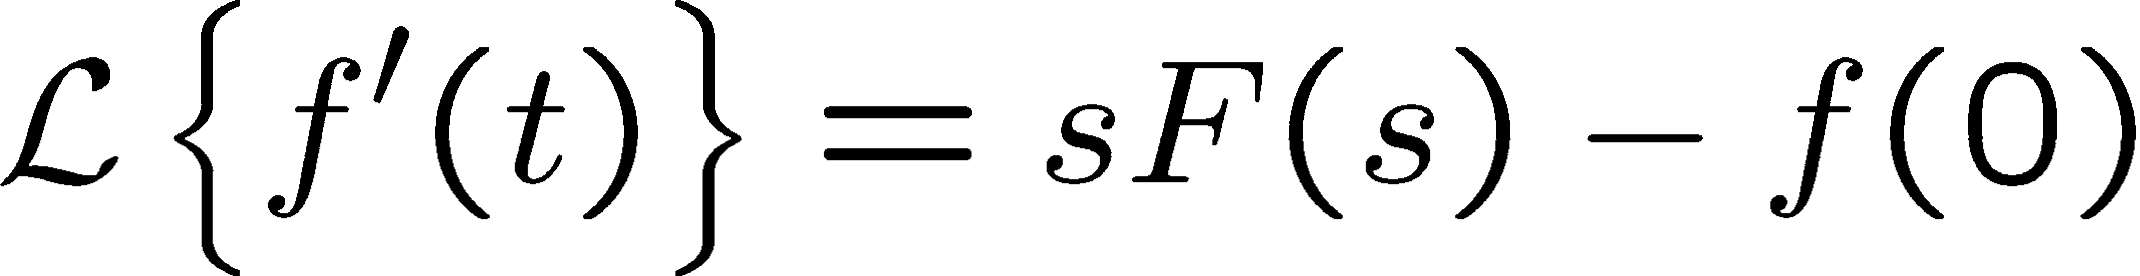 ℒ{f′(t)} = sF(s) − f(0)